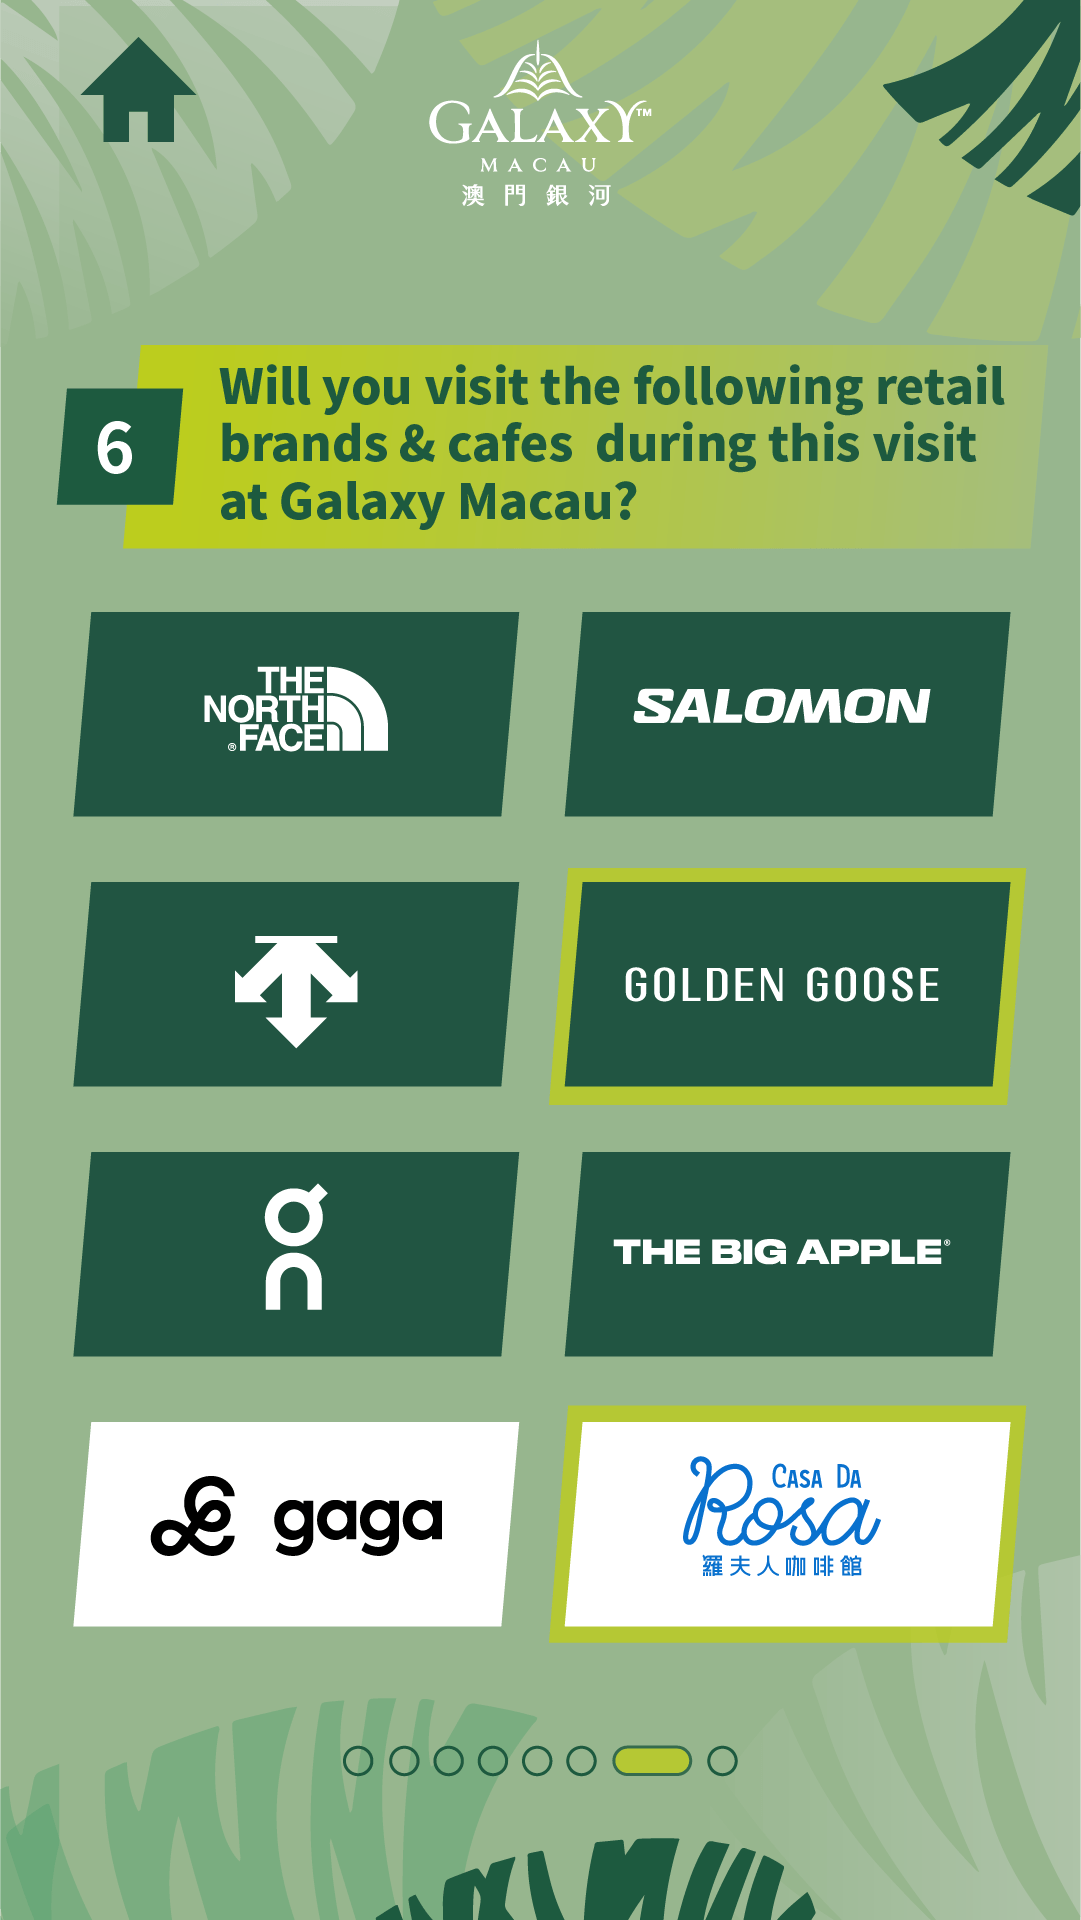 GALAXY™
MACAU
澳門銀河
6
Will you visit the following retail
brands & cafes during this visit
at Galaxy Macau?
THE
NORTH
®FACE
SALOMON
GOLDEN GOOSE
on
THE BIG APPLE®
gaga
CASA DA
Rosa
羅夫人咖啡館